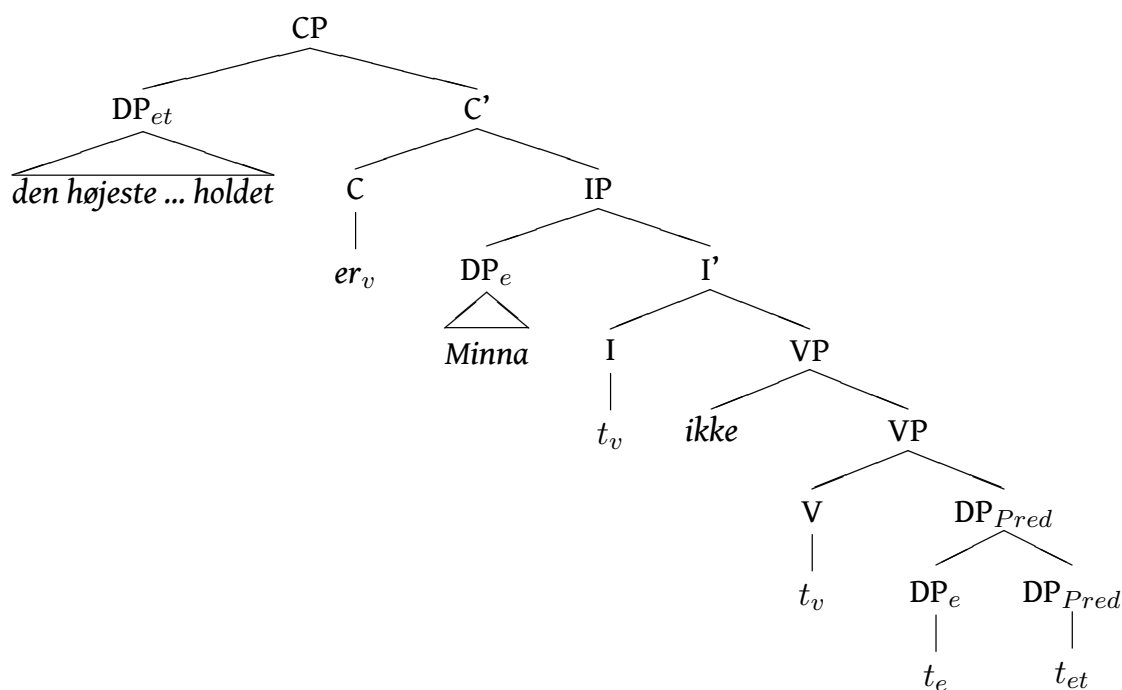 CP
DP_et C’
den højeste ... holdet C IP
er_v DP_e I’
Minna I VP
t_v ikke VP
V DP_Pred
t_v DP_e DP_Pred
t_e t_et